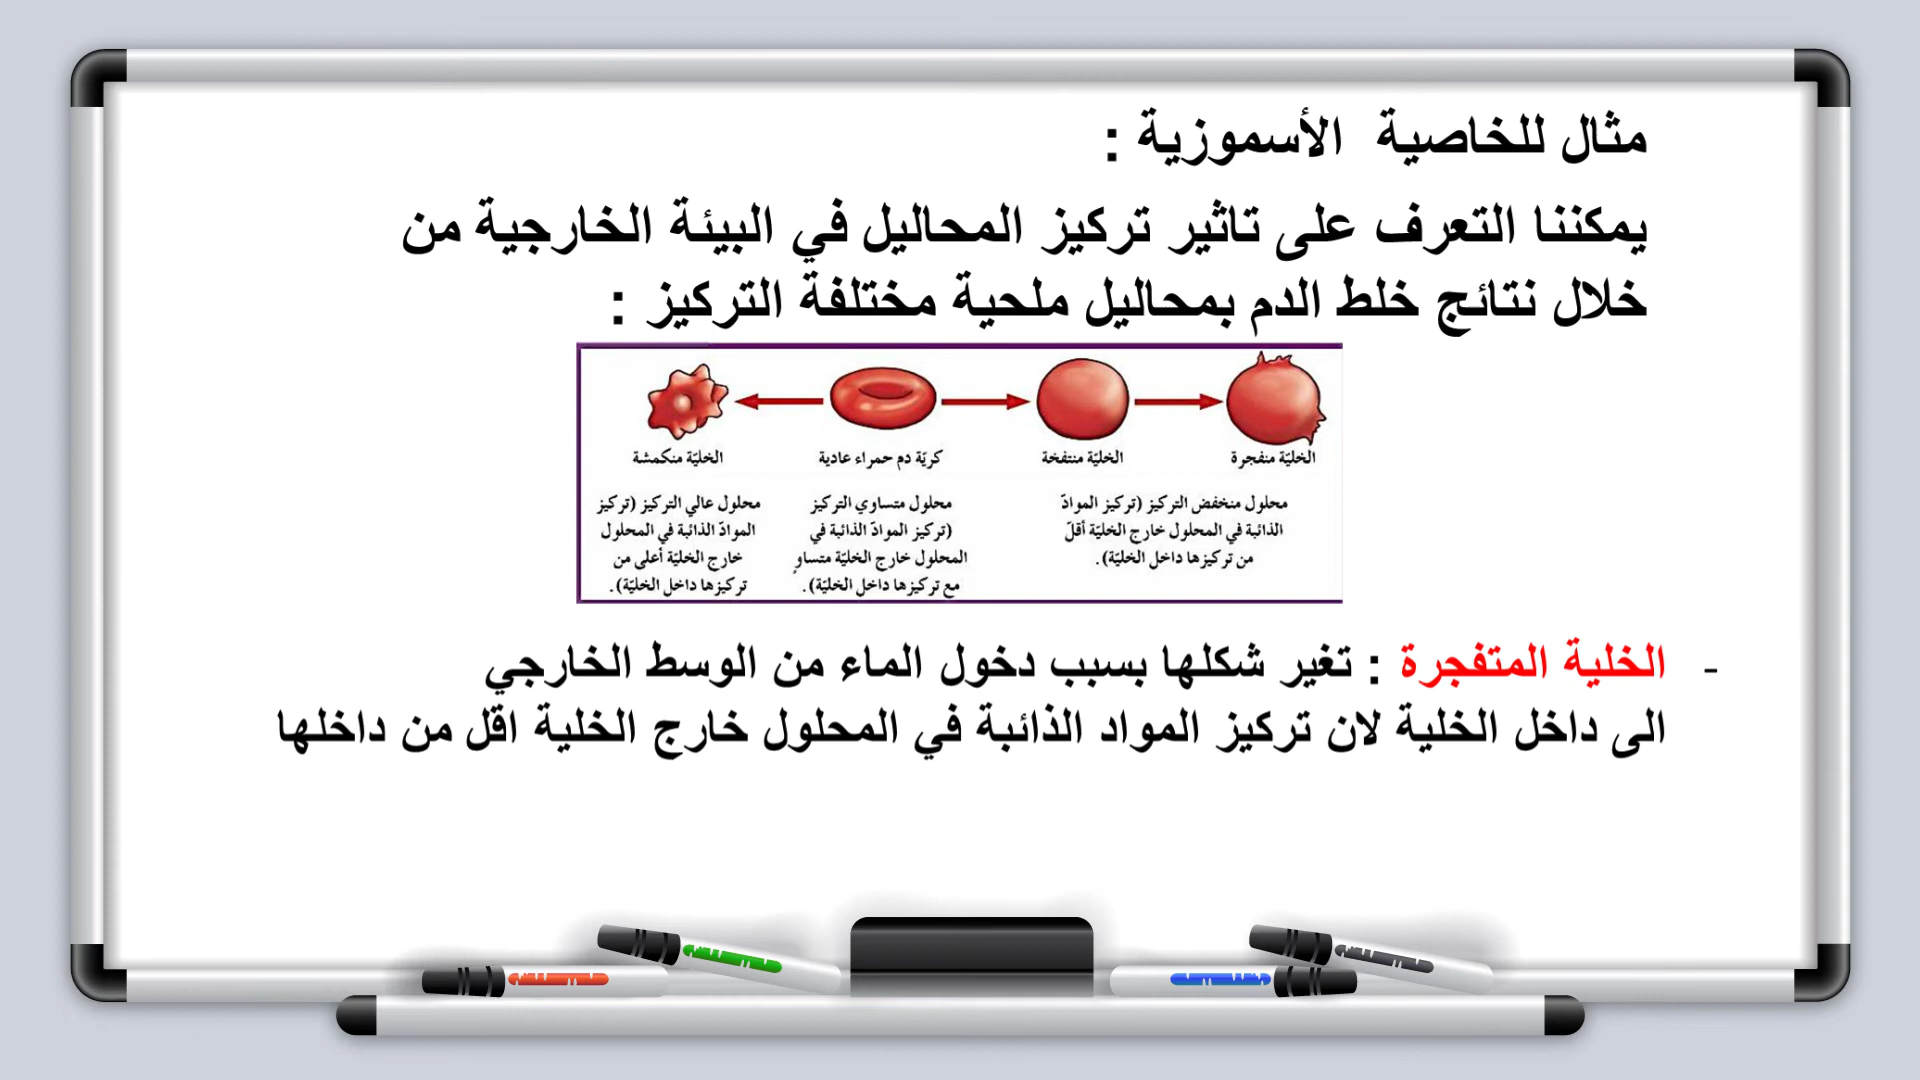 مثال للخاصية الأسموزية :
يمكننا التعرف على تاثير تركيز المحاليل في البيئة الخارجية من
خلال نتائج خلط الدم بمحاليل ملحية مختلفة التركيز :
الخليّة منفجرة
الخليّة منتفخة
كريّة دم حمراء عادية
الخليّة منكمشة
محلول منخفض التركيز (تركيز الموادّ
الذائبة في المحلول خارج الخليّة أقلّ
من تركيزها داخل الخليّة).
محلول متساوي التركيز
(تركيز الموادّ الذائبة في
المحلول خارج الخليّة متساوٍ
مع تركيزها داخل الخليّة).
محلول عالي التركيز (تركيز
الموادّ الذائبة في المحلول
خارج الخليّة أعلى من
تركيزها داخل الخليّة).
- الخلية المتفجرة : تغير شكلها بسبب دخول الماء من الوسط الخارجي
الى داخل الخلية لان تركيز المواد الذائبة في المحلول خارج الخلية اقل من داخلها